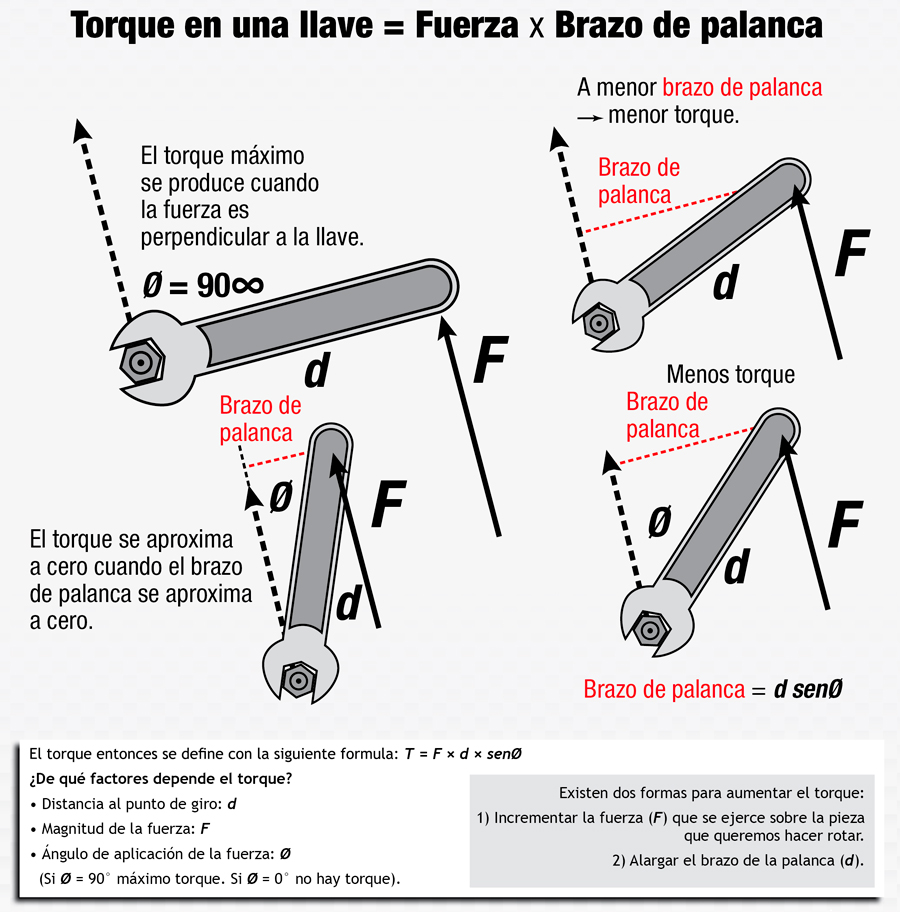 Torque en una llave = Fuerza x Brazo de palanca
El torque máximo
se produce cuando
la fuerza es
perpendicular a la llave.
Ø = 90∞
d
F
A menor brazo de palanca
→ menor torque.
Brazo de
palanca
d
F
Brazo de
palanca
Ø
F
d
El torque se aproxima
a cero cuando el brazo
de palanca se aproxima
a cero.
Menos torque
Brazo de
palanca
Ø
d
F
Brazo de palanca = d senØ
El torque entonces se define con la siguiente formula: T = F × d × senØ
¿De qué factores depende el torque?
• Distancia al punto de giro: d
• Magnitud de la fuerza: F
• Ángulo de aplicación de la fuerza: Ø
(Si Ø = 90° máximo torque. Si Ø = 0° no hay torque).
Existen dos formas para aumentar el torque:
1) Incrementar la fuerza (F) que se ejerce sobre la pieza
que queremos hacer rotar.
2) Alargar el brazo de la palanca (d).